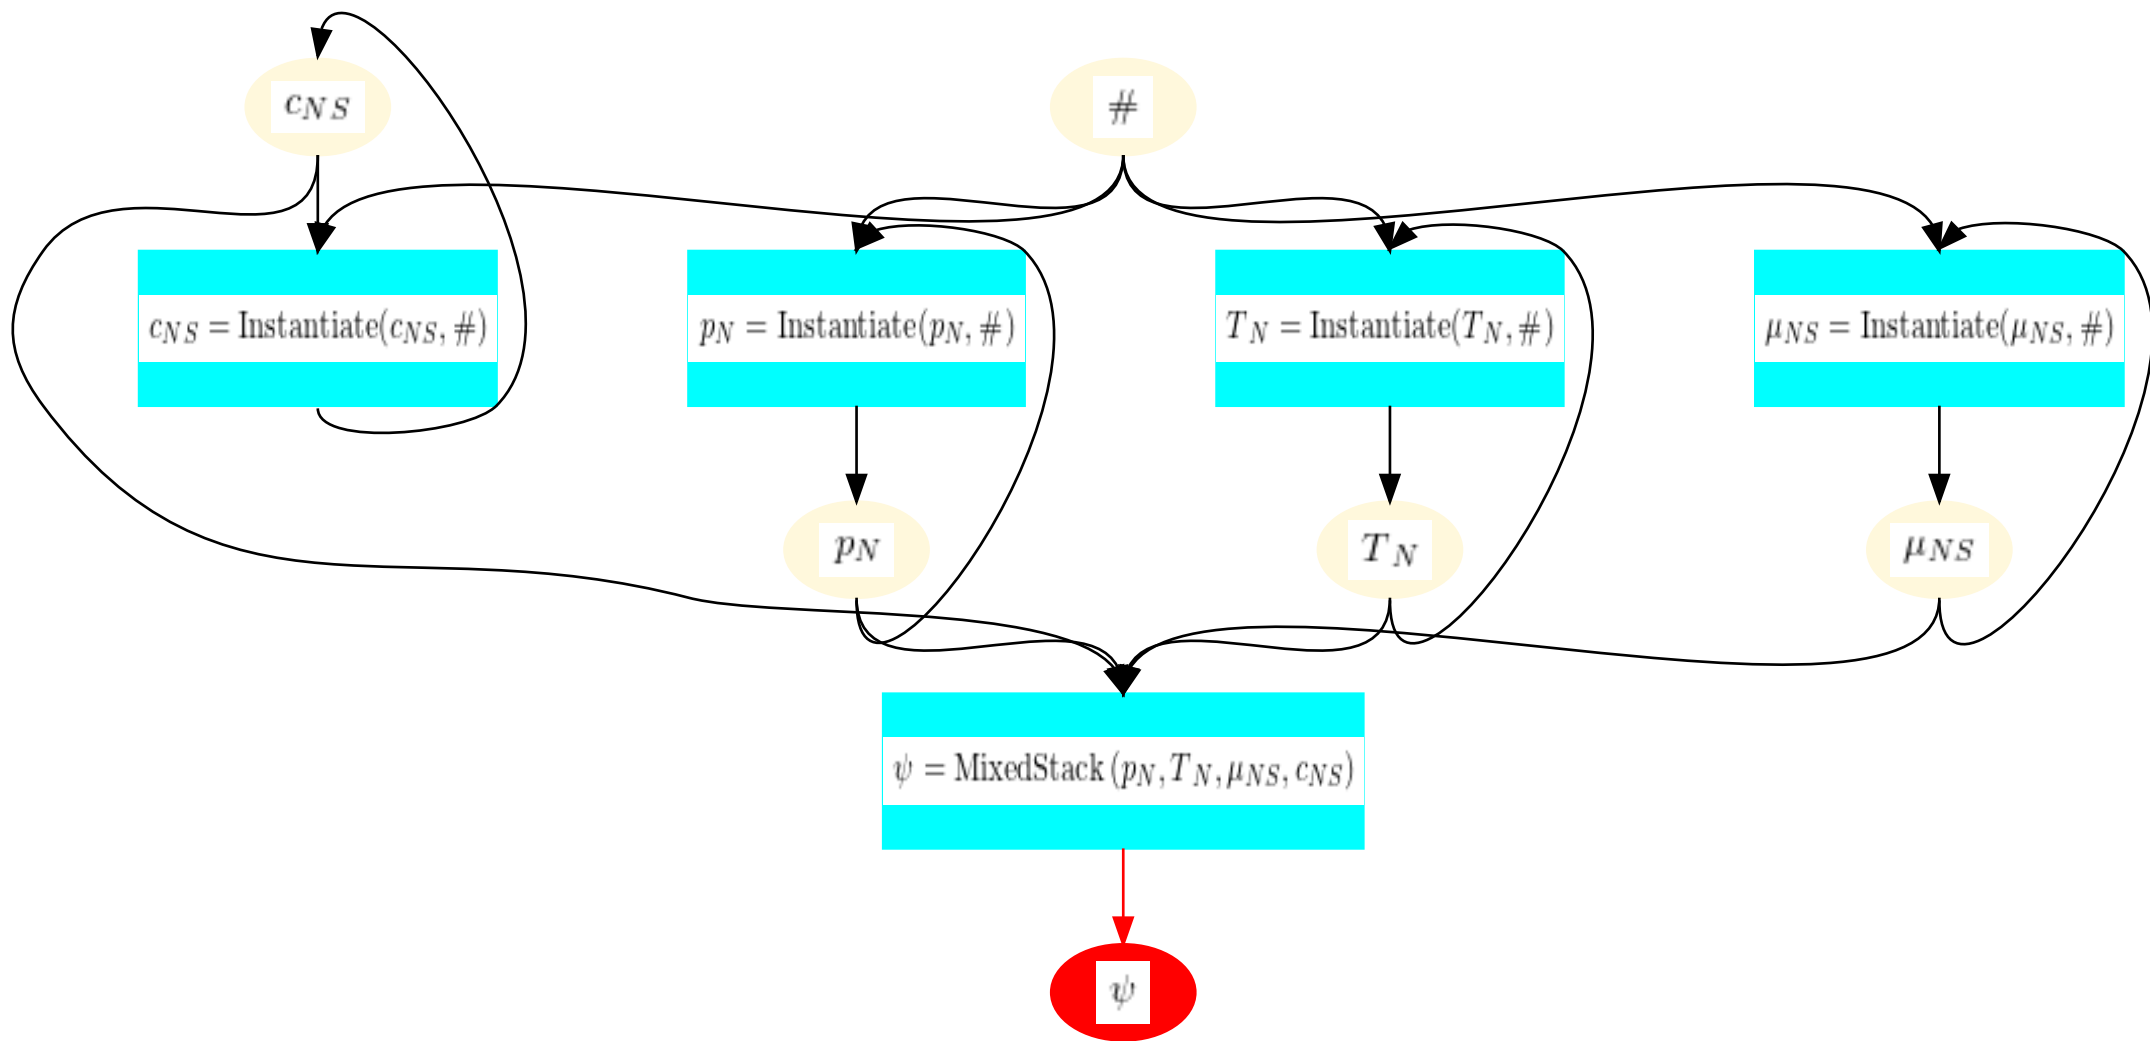 c_{NS}
#
c_{NS} = Instantiate(c_{NS}, #)
p_N = Instantiate(p_N, #)
T_N = Instantiate(T_N, #)
μ_{NS} = Instantiate(μ_{NS}, #)
p_N
T_N
μ_{NS}
ψ = MixedStack (p_N, T_N, μ_{NS}, c_{NS})
ψ